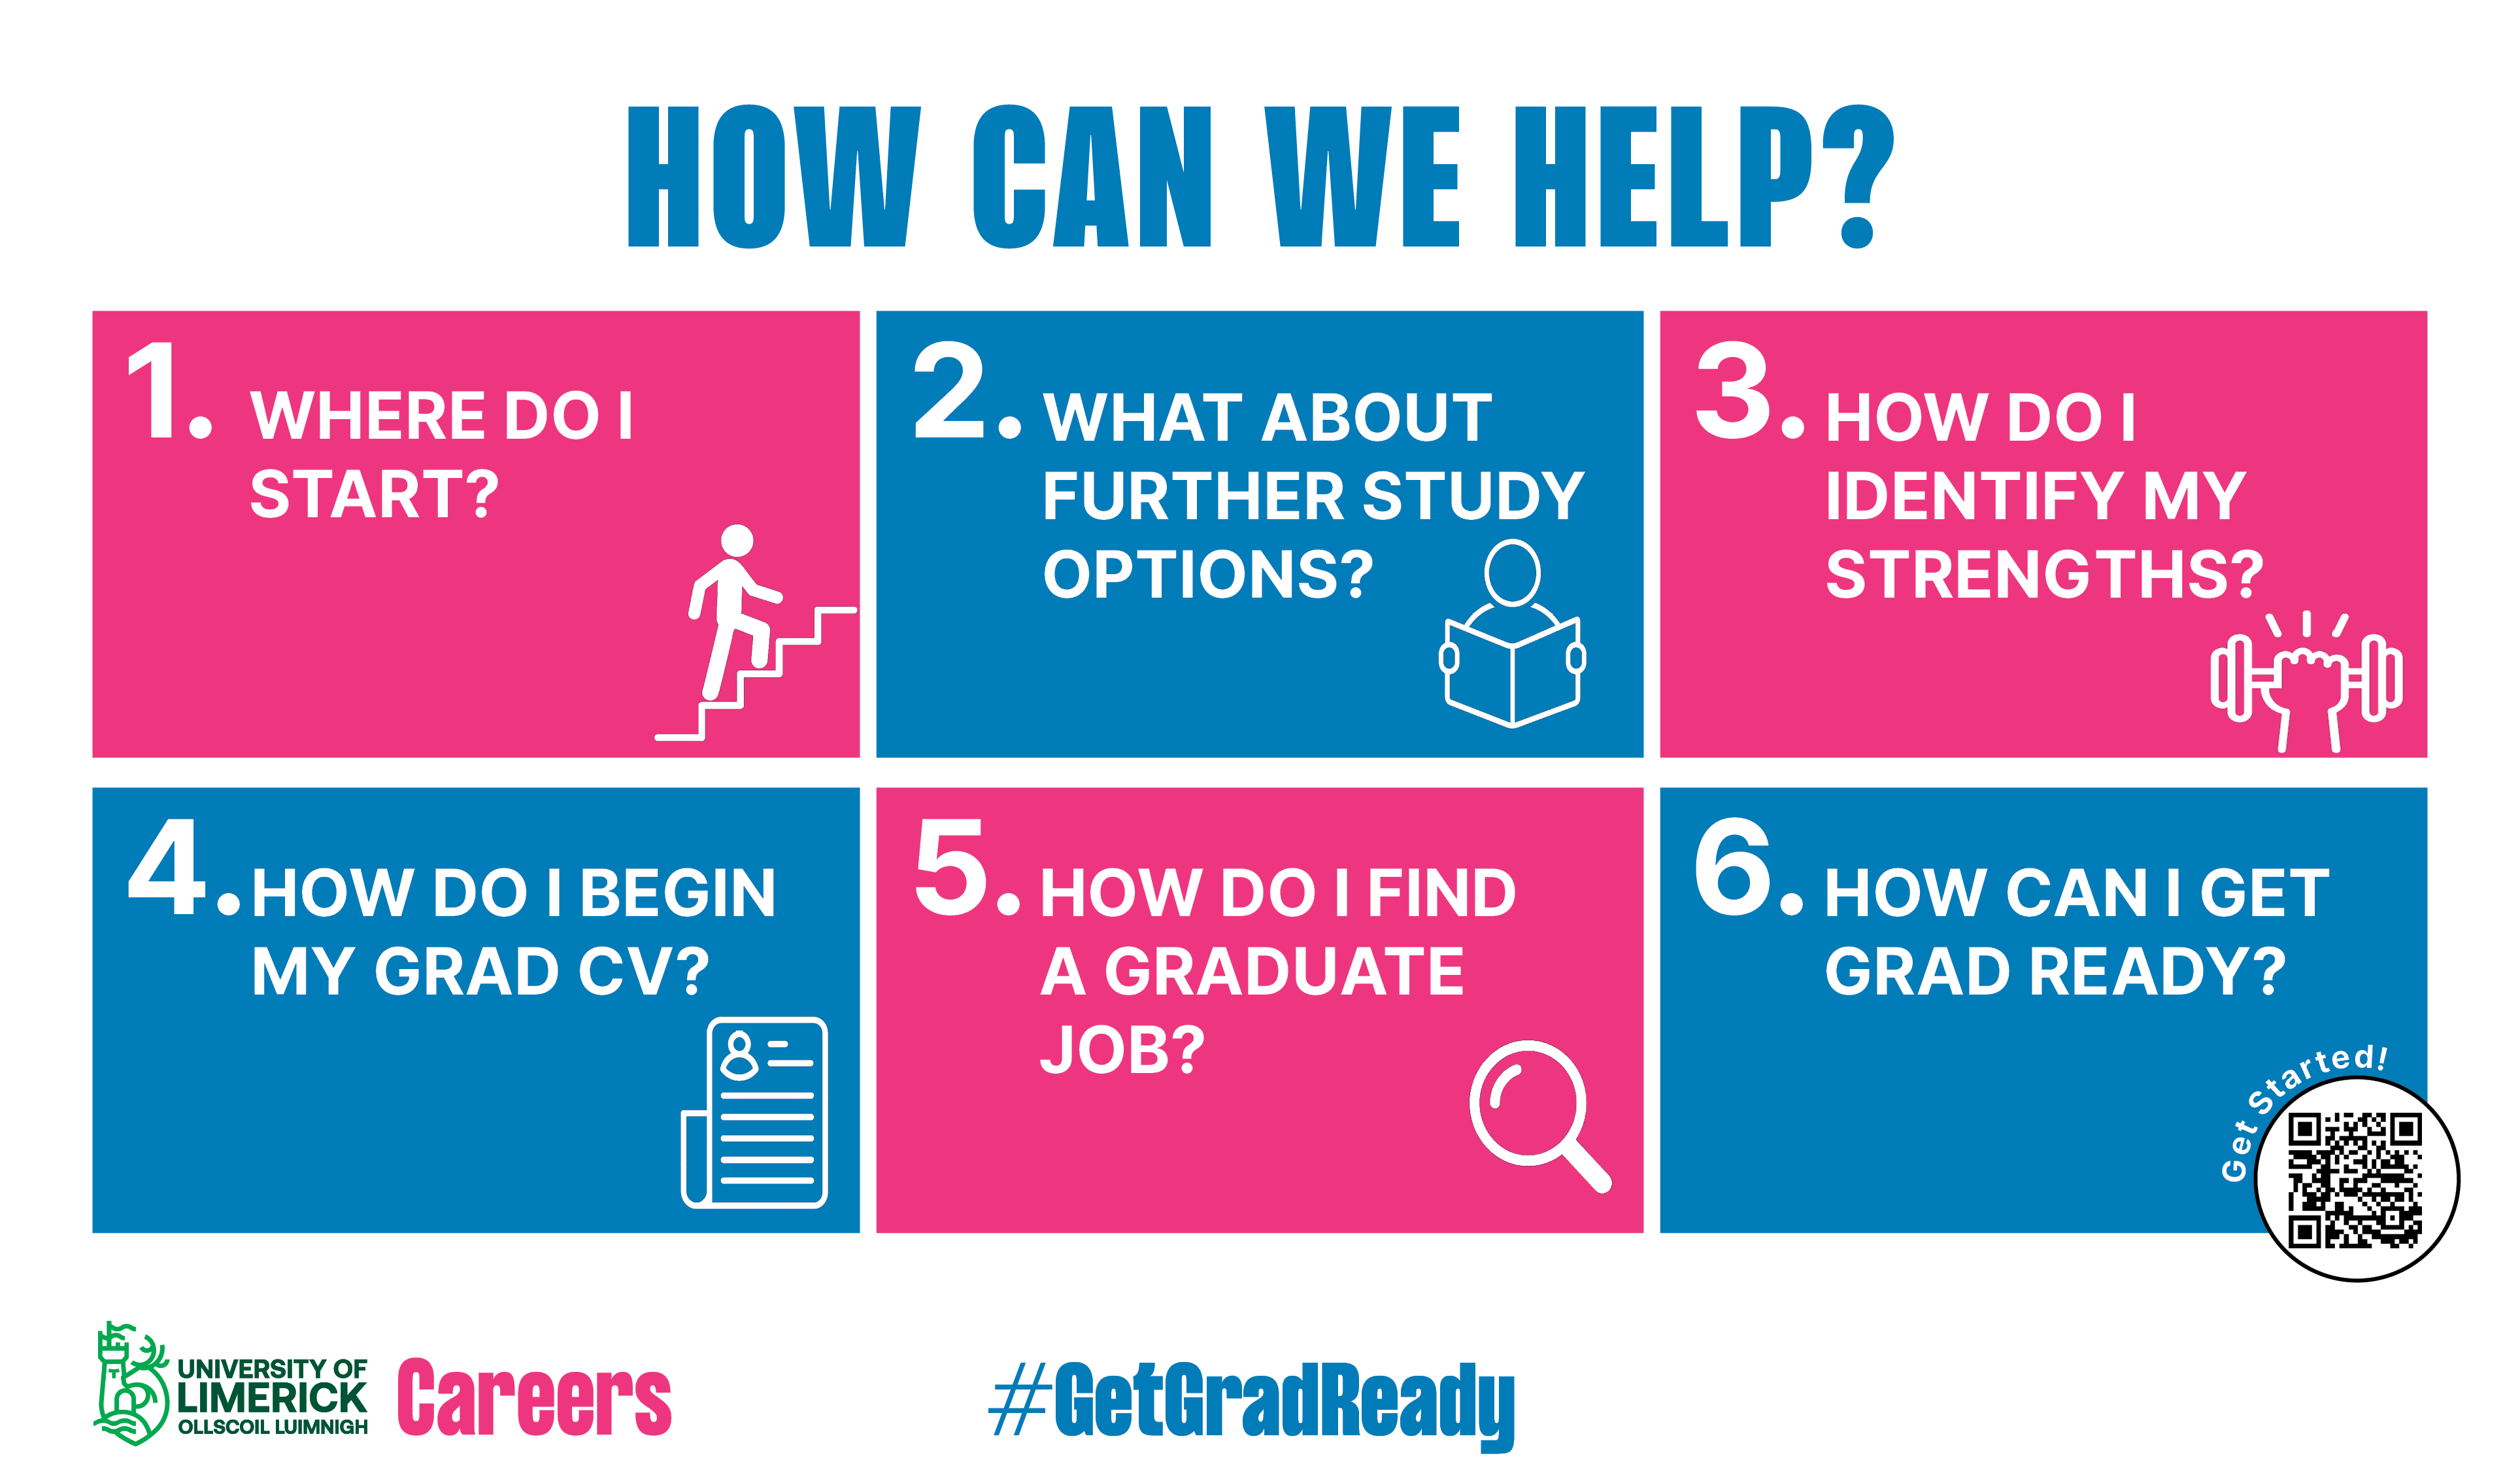 HOW CAN WE HELP?
1. WHERE DO I
START?
2. WHAT ABOUT
FURTHER STUDY
OPTIONS?
3. HOW DO I
IDENTIFY MY
STRENGTHS?
4. HOW DO I BEGIN
MY GRAD CV?
5. HOW DO I FIND
A GRADUATE
JOB?
6. HOW CAN I GET
GRAD READY?
Get Started!
UNIVERSITY OF
LIMERICK
OLLSCOIL LUIMNIGH
Careers
#GetGradReady